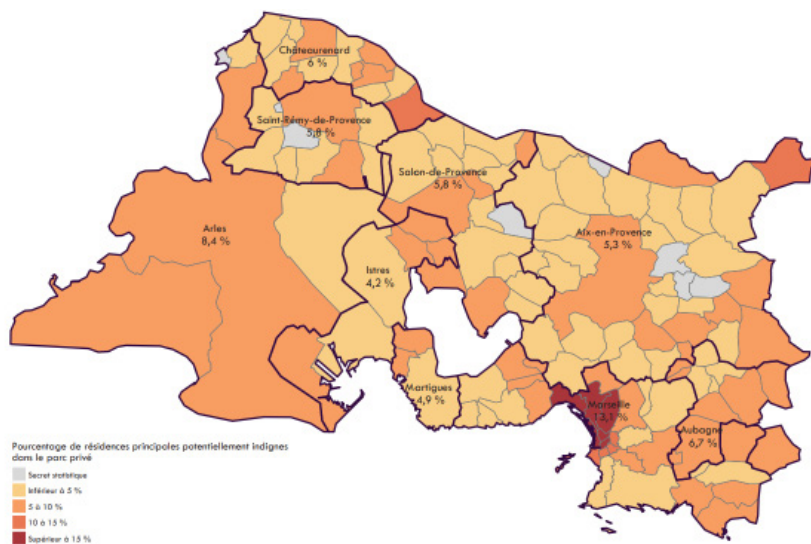 Châteaurenard
6 %
Saint-Rémy-de-Provence
5,8 %
Salon-de-Provence
5,8 %
Arles
8,4 %
Aix-en-Provence
5,3 %
Istres
4,2 %
Martigues
4,9 %
Marseille
13,1 %
Aubagne
6,7 %
Pourcentage de résidences principales potentiellement indignes
dans le parc privé
Secret statistique
Inférieur à 5 %
5 à 10 %
10 à 15 %
Supérieur à 15 %